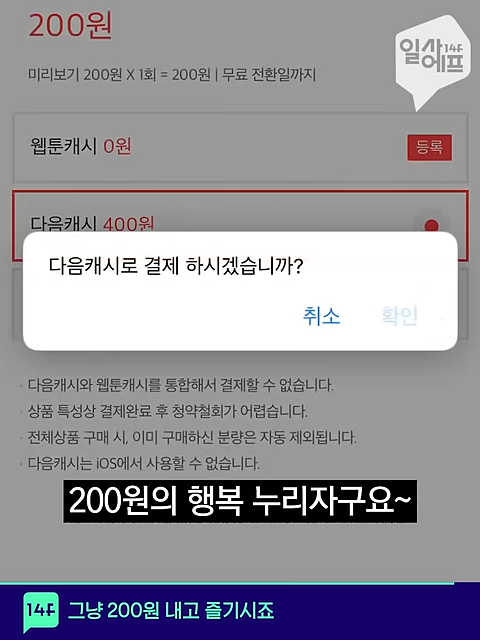 200원
일사 14F
에프
미리보기 200원 X 1회 = 200원 | 무료 전환일까지
웹툰캐시 0원
등록
다음캐시 400원
다음캐시로 결제 하시겠습니까?
취소
확인
· 다음캐시와 웹툰캐시를 통합해서 결제할 수 없습니다.
· 상품 특성상 결제완료 후 청약철회가 어렵습니다.
· 전체상품 구매 시, 이미 구매하신 분량은 자동 제외됩니다.
· 다음캐시는 iOS에서 사용할 수 없습니다.
200원의 행복 누리자구요~
14F 그냥 200원 내고 즐기시죠